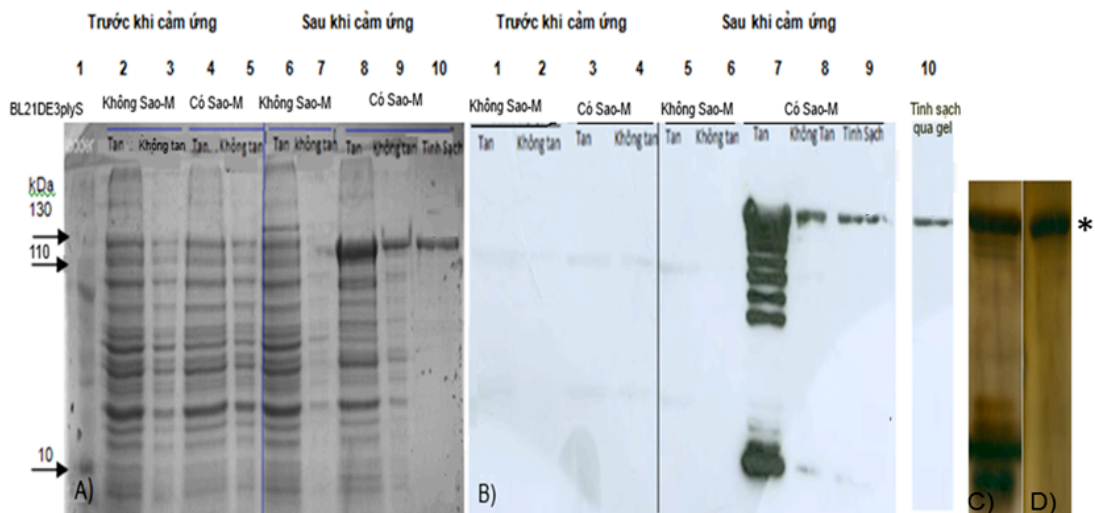 Trước khi cảm ứng Sau khi cảm ứng Trước khi cảm ứng Sau khi cảm ứng
1 2 3 4 5 6 7 8 9 10 1 2 3 4 5 6 7 8 9 10
BL21DE3plyS Không Sao-M Có Sao-M Không Sao-M Có Sao-M Không Sao-M Có Sao-M Không Sao-M Có Sao-M Tinh sạch
qua gel
Tan Không tan Tan Không tan Tan không tan Tan không tan Tinh Sạch Tan Không tan Tan Không tan Tan Không tan Tan Không Tan Tinh Sạch
kDa
130
110
10
*
A) B) C) D)